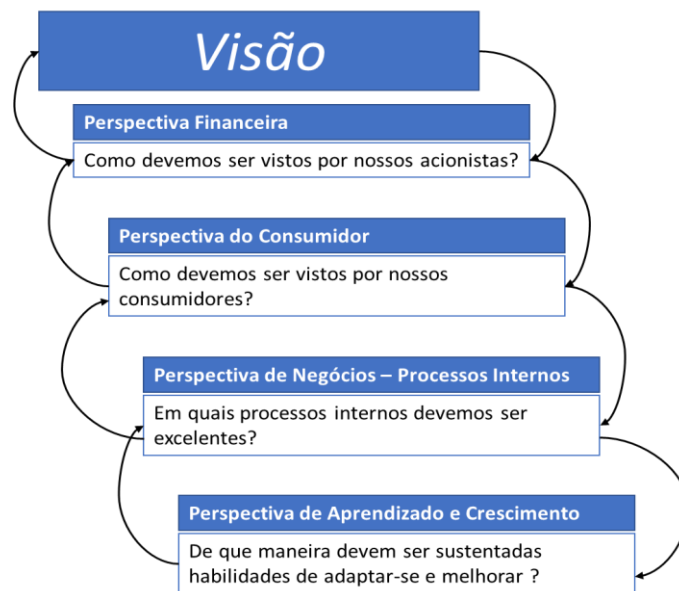 Visão
Perspectiva Financeira
Como devemos ser vistos por nossos acionistas?
Perspectiva do Consumidor
Como devemos ser vistos por nossos
consumidores?
Perspectiva de Negócios – Processos Internos
Em quais processos internos devemos ser
excelentes?
Perspectiva de Aprendizado e Crescimento
De que maneira devem ser sustentadas
habilidades de adaptar-se e melhorar ?